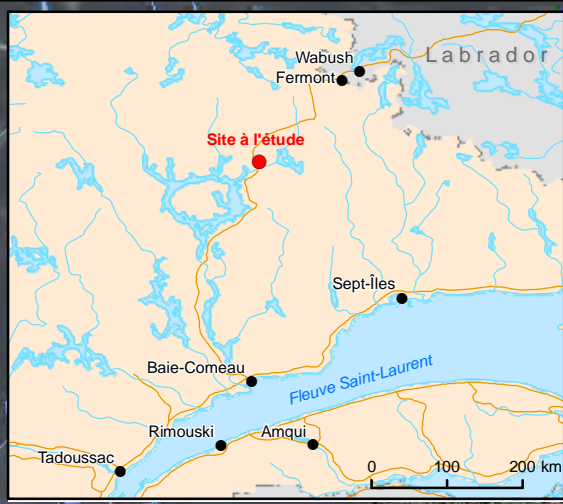 Wabush
Labrador
Fermont
Site à l'étude
Sept-Îles
Baie-Comeau
Fleuve Saint-Laurent
Rimouski
Amqui
Tadoussac
0 100 200 km